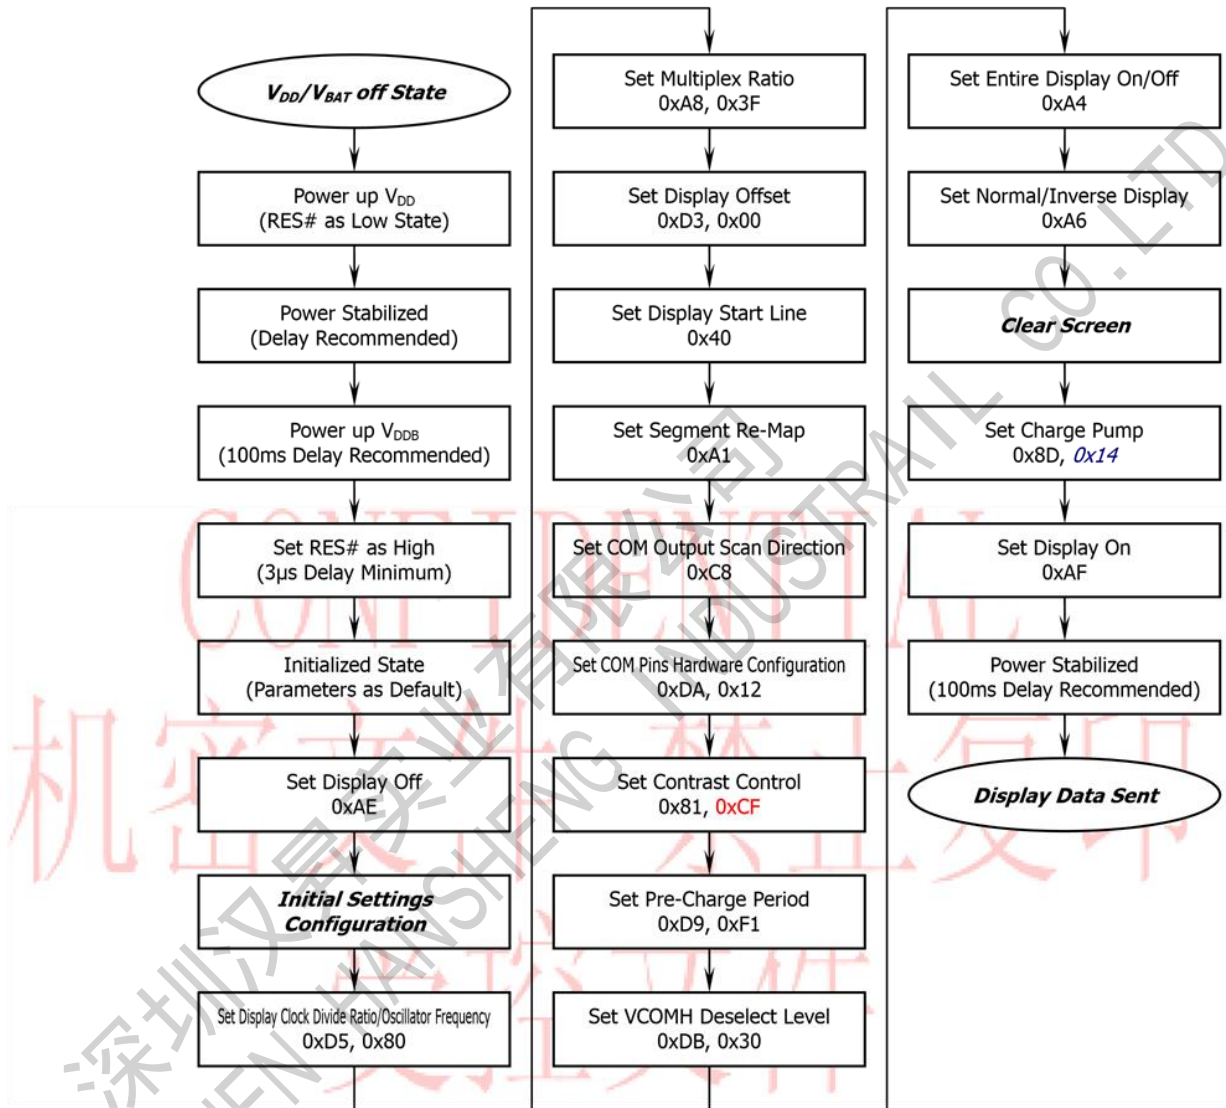 VDD/VBAT off State
Power up VDD
(RES# as Low State)
Power Stabilized
(Delay Recommended)
Power up VDDB
(100ms Delay Recommended)
Set RES# as High
(3μs Delay Minimum)
Initialized State
(Parameters as Default)
Set Display Off
0xAE
Initial Settings
Configuration
Set Display Clock Divide Ratio/Oscillator Frequency
0xD5, 0x80
Set Multiplex Ratio
0xA8, 0x3F
Set Display Offset
0xD3, 0x00
Set Display Start Line
0x40
Set Segment Re-Map
0xA1
Set COM Output Scan Direction
0xC8
Set COM Pins Hardware Configuration
0xDA, 0x12
Set Contrast Control
0x81, 0xCF
Set Pre-Charge Period
0xD9, 0xF1
Set VCOMH Deselect Level
0xDB, 0x30
Set Entire Display On/Off
0xA4
Set Normal/Inverse Display
0xA6
Clear Screen
Set Charge Pump
0x8D, 0x14
Set Display On
0xAF
Power Stabilized
(100ms Delay Recommended)
Display Data Sent
CONFIDENTIAL
机密文件 禁止复印
受控文件
深圳汉昇实业有限公司
HANSHENG INDUSTRAIL CO.LTD